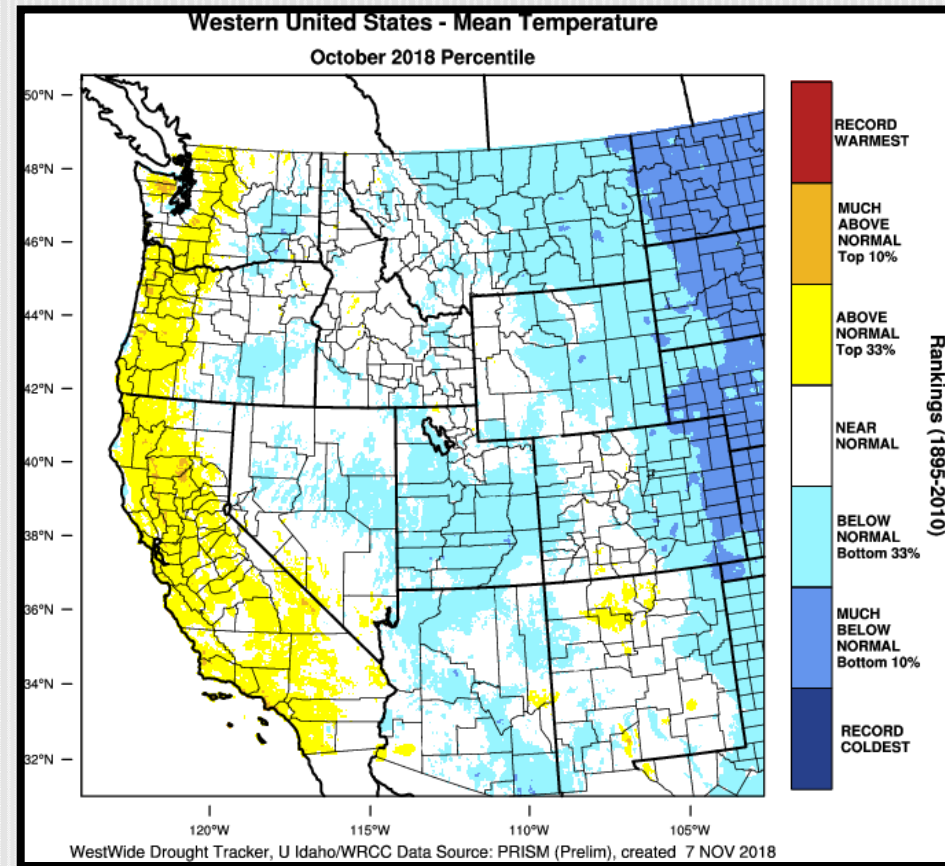 Western United States - Mean Temperature
October 2018 Percentile
50°N
48°N
46°N
44°N
42°N
40°N
38°N
36°N
34°N
32°N
120°W
115°W
110°W
105°W
RECORD
WARMEST
MUCH
ABOVE
NORMAL
Top 10%
ABOVE
NORMAL
Top 33%
NEAR
NORMAL
BELOW
NORMAL
Bottom 33%
MUCH
BELOW
NORMAL
Bottom 10%
RECORD
COLDEST
Rankings (1895-2010)
WestWide Drought Tracker, U Idaho/WRCC Data Source: PRISM (Prelim), created 7 NOV 2018